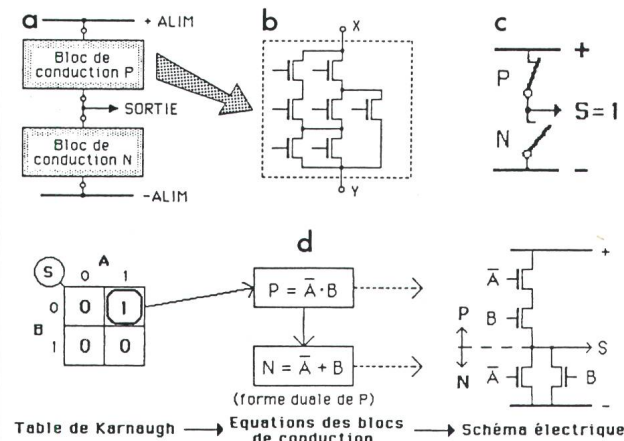 a
+ ALIM
Bloc de
conduction P
SORTIE
Bloc de
conduction N
-ALIM
b
X
Y
c
+
P
S=1
N
-
d
S
A
0 1
B
0
0 1
1
0 0
P = A̅·B
N = A̅+B
(forme duale de P)
+
A̅
B
P
S
N
A̅
B
-
Table de Karnaugh → Equations des blocs
de conduction → Schéma électrique